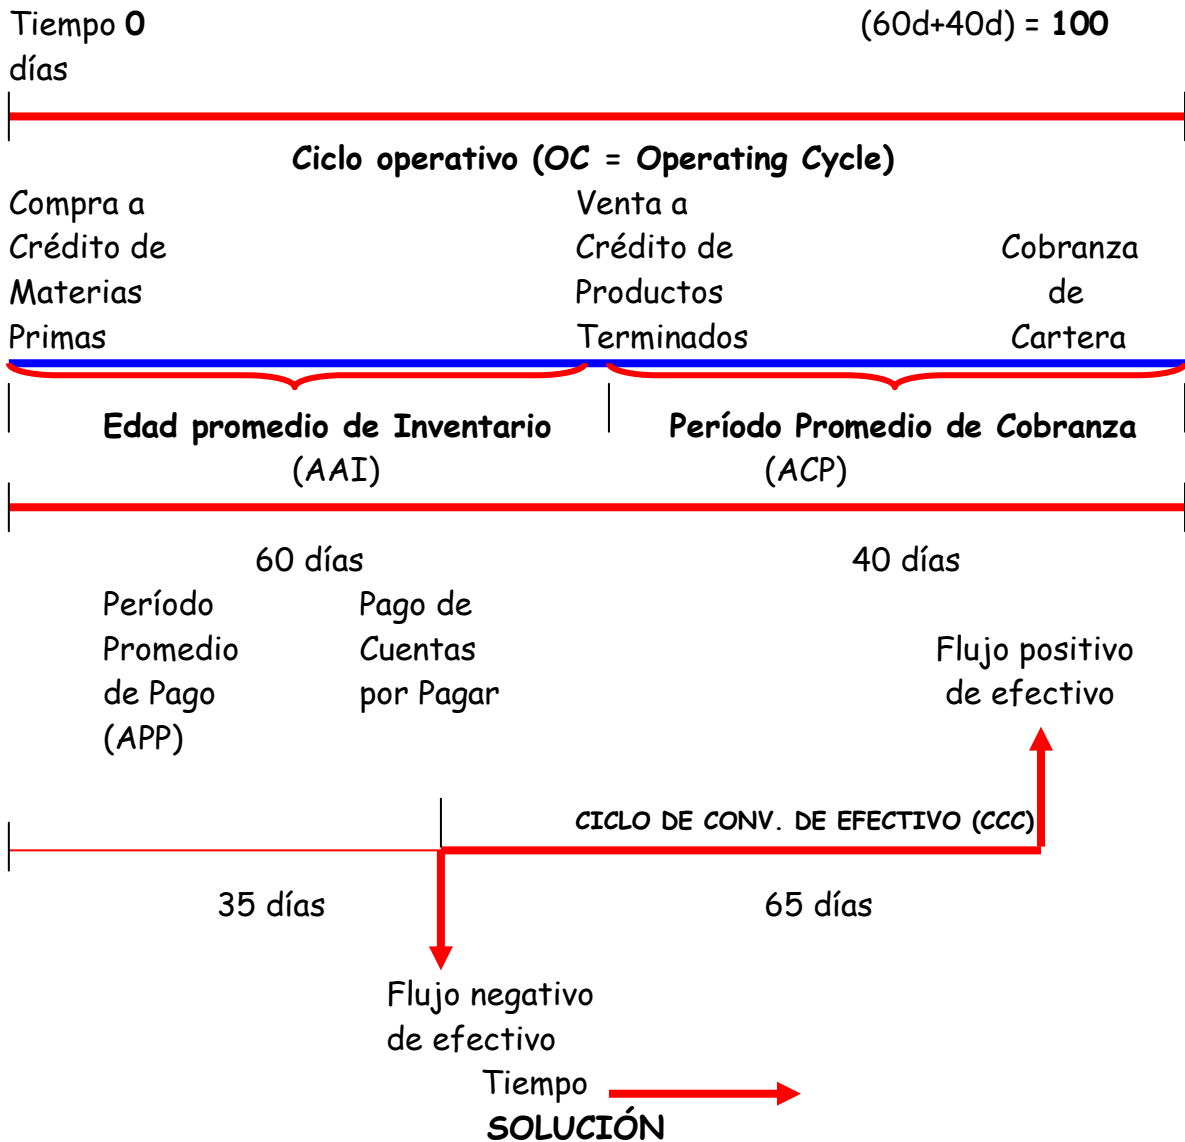 Tiempo 0 (60d+40d) = 100
días
Ciclo operativo (OC = Operating Cycle)
Compra a
Crédito de
Materias
Primas
Venta a
Crédito de
Productos
Terminados
Cobranza
de
Cartera
Edad promedio de Inventario
(AAI)
Período Promedio de Cobranza
(ACP)
60 días
40 días
Período
Promedio
de Pago
(APP)
Pago de
Cuentas
por Pagar
Flujo positivo
de efectivo
CICLO DE CONV. DE EFECTIVO (CCC)
35 días
65 días
Flujo negativo
de efectivo
Tiempo
SOLUCIÓN